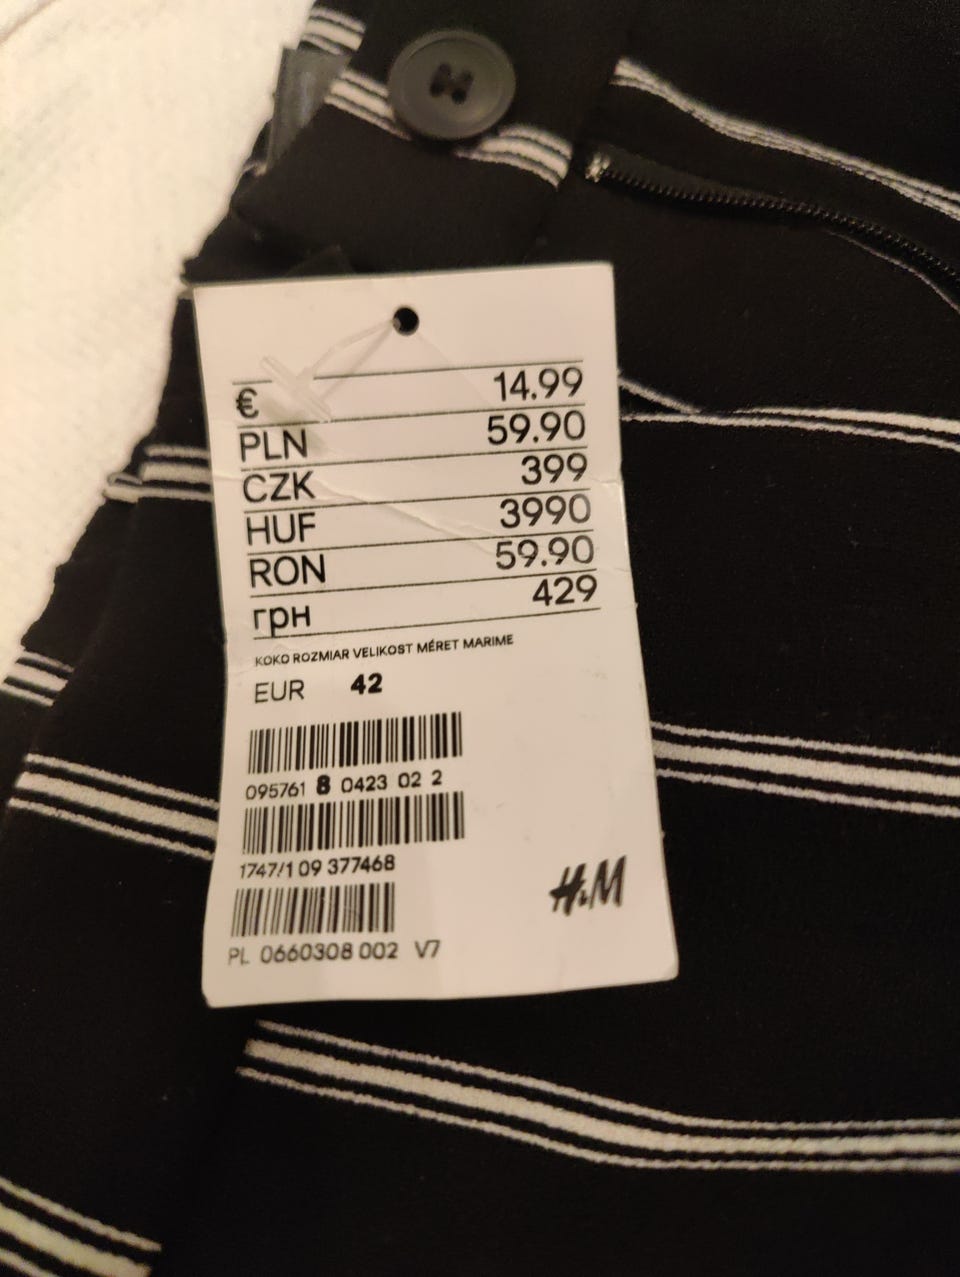 € 14.99
PLN 59.90
CZK 399
HUF 3990
RON 59.90
грн 429
KOKO ROZMIAR VELIKOST MÉRET MARIME
EUR 42
095761 8 0423 02 2
1747/1 09 377468
H&M
PL 0660308 002 V7